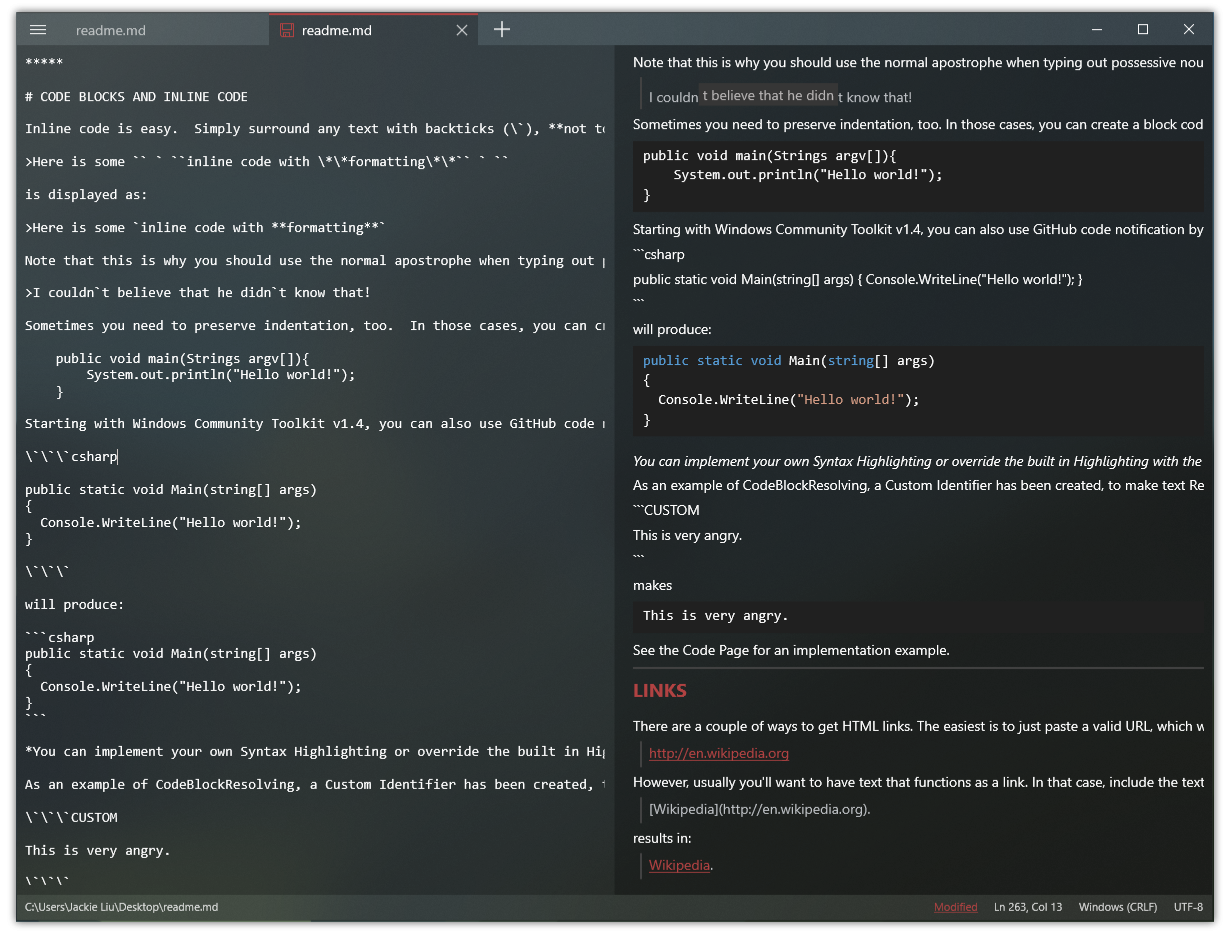 readme.md
readme.md
*****
# CODE BLOCKS AND INLINE CODE
Inline code is easy.  Simply surround any text with backticks (\`), **not to
>Here is some `` ` ``inline code with \*\*formatting\*\*`` ` ``
is displayed as:
>Here is some `inline code with **formatting**`
Note that this is why you should use the normal apostrophe when typing out
>I couldn`t believe that he didn`t know that!
Sometimes you need to preserve indentation, too.  In those cases, you can
    public void main(Strings argv[]){
        System.out.println("Hello world!");
    }
Starting with Windows Community Toolkit v1.4, you can also use GitHub code
\`\`\`csharp
public static void Main(string[] args)
{
  Console.WriteLine("Hello world!");
}
\`\`\`
will produce:
```csharp
public static void Main(string[] args)
{
  Console.WriteLine("Hello world!");
}
```
*You can implement your own Syntax Highlighting or override the built in
As an example of CodeBlockResolving, a Custom Identifier has been created,
\`\`\`CUSTOM
This is very angry.
\`\`\`
Note that this is why you should use the normal apostrophe when typing out possessive nou
I couldn t believe that he didn t know that!
Sometimes you need to preserve indentation, too. In those cases, you can create a block cod
public void main(Strings argv[]){
    System.out.println("Hello world!");
}
Starting with Windows Community Toolkit v1.4, you can also use GitHub code notification by
```csharp
public static void Main(string[] args) { Console.WriteLine("Hello world!"); }
```
will produce:
public static void Main(string[] args)
{
  Console.WriteLine("Hello world!");
}
You can implement your own Syntax Highlighting or override the built in Highlighting with the
As an example of CodeBlockResolving, a Custom Identifier has been created, to make text Re
```CUSTOM
This is very angry.
```
makes
This is very angry.
See the Code Page for an implementation example.
LINKS
There are a couple of ways to get HTML links. The easiest is to just paste a valid URL, which w
http://en.wikipedia.org
However, usually you'll want to have text that functions as a link. In that case, include the text
[Wikipedia](http://en.wikipedia.org).
results in:
Wikipedia.
C:\Users\Jackie Liu\Desktop\readme.md
Modified
Ln 263, Col 13
Windows (CRLF)
UTF-8